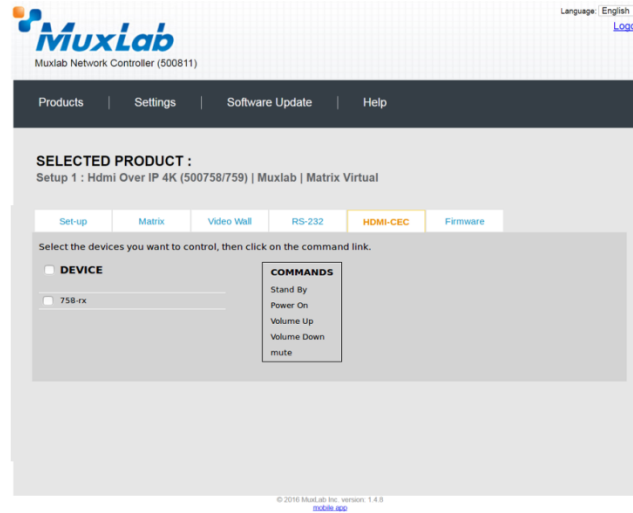 Language: English
Logo
MuxLab
Muxlab Network Controller (500811)
Products | Settings | Software Update | Help
SELECTED PRODUCT :
Setup 1 : Hdmi Over IP 4K (500758/759) | Muxlab | Matrix Virtual
Set-up Matrix Video Wall RS-232 HDMI-CEC Firmware
Select the devices you want to control, then click on the command link.
DEVICE
758-rx
COMMANDS
Stand By
Power On
Volume Up
Volume Down
mute
© 2016 MuxLab Inc. version: 1.4.8
mobile app